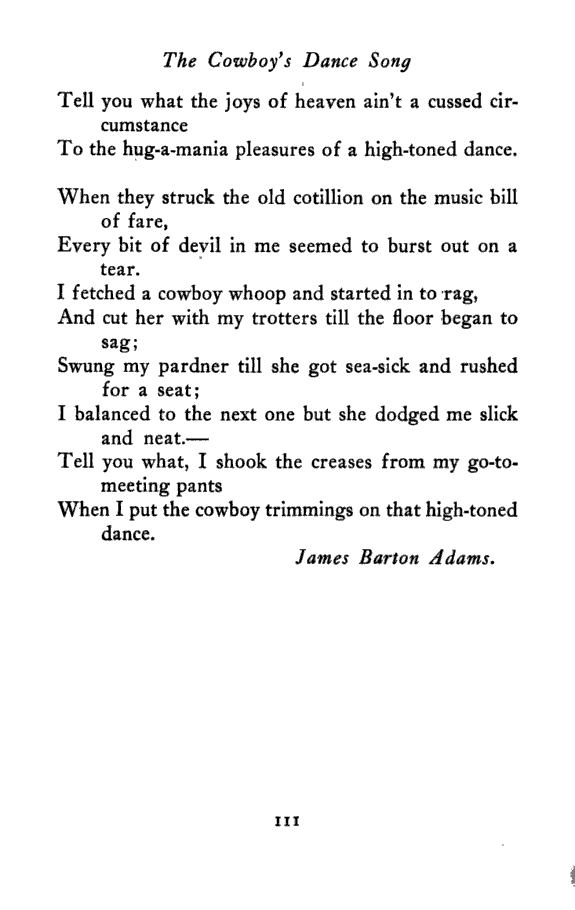 The Cowboy's Dance Song
Tell you what the joys of heaven ain't a cussed cir-
cumstance
To the hug-a-mania pleasures of a high-toned dance.
When they struck the old cotillion on the music bill
of fare,
Every bit of devil in me seemed to burst out on a
tear.
I fetched a cowboy whoop and started in to rag,
And cut her with my trotters till the floor began to
sag;
Swung my pardner till she got sea-sick and rushed
for a seat;
I balanced to the next one but she dodged me slick
and neat.—
Tell you what, I shook the creases from my go-to-
meeting pants
When I put the cowboy trimmings on that high-toned
dance.
James Barton Adams.
111